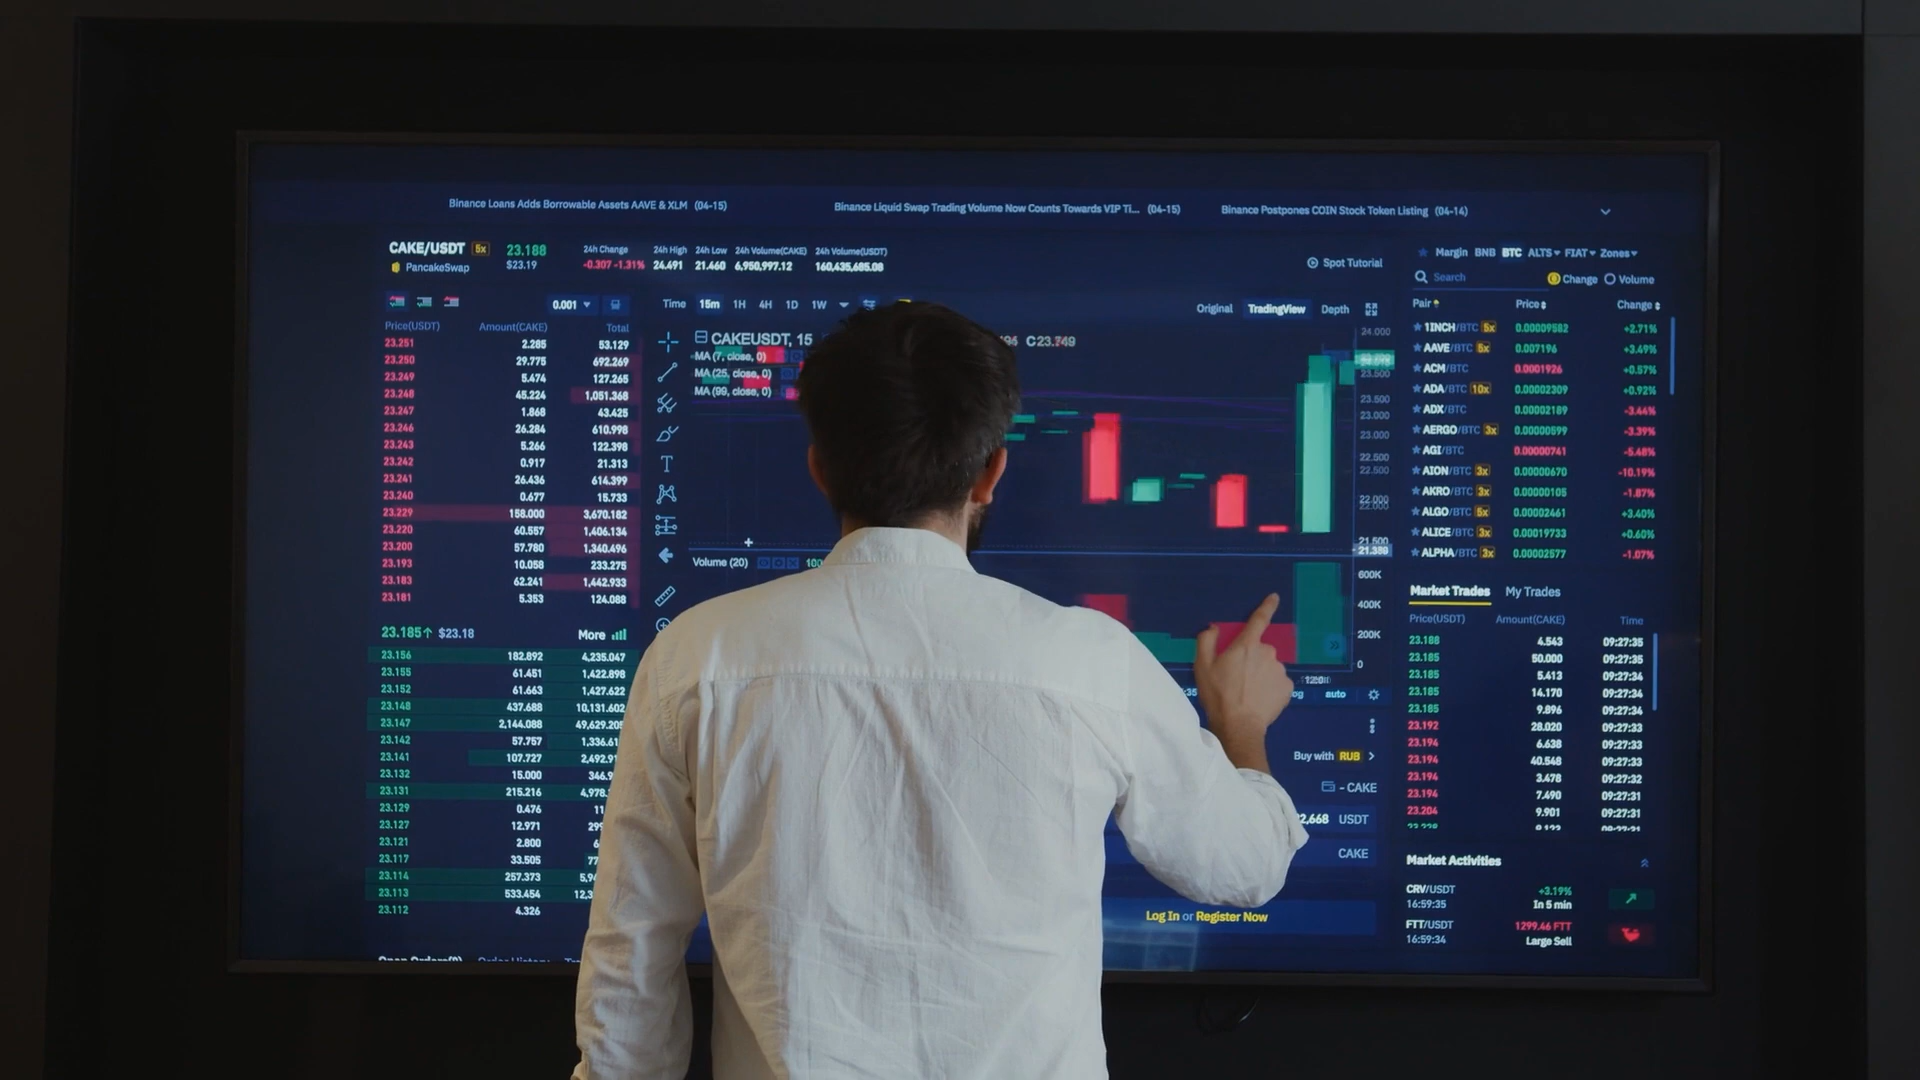 Binance Loans Adds Borrowable Assets AAVE & XLM (04-15)
Binance Liquid Swap Trading Volume Now Counts Towards VIP Ti... (04-15)
Binance Postpones COIN Stock Token Listing (04-14)
CAKE/USDT 5x 23.188
PancakeSwap $23.19
24h Change 24h High 24h Low 24h Volume(CAKE) 24h Volume(USDT)
-0.307 -1.31% 24.491 21.460 6,950,997.12 160,435,685.08
Spot Tutorial
0.001
Price(USDT) Amount(CAKE) Total
23.251 2.285 53.129
23.250 29.775 692.269
23.249 5.474 127.265
23.248 45.224 1,051.368
23.247 1.868 43.425
23.246 26.284 610.998
23.243 5.266 122.398
23.242 0.917 21.313
23.241 26.436 614.399
23.240 0.677 15.733
23.229 158.000 3,670.182
23.220 60.557 1,406.134
23.200 57.780 1,340.496
23.193 10.058 233.275
23.183 62.241 1,442.933
23.181 5.353 124.088
23.185↑ $23.18 More
23.156 182.892 4,235.047
23.155 61.451 1,422.898
23.152 61.663 1,427.622
23.148 437.688 10,131.602
23.147 2,144.088 49,629.205
23.142 57.757 1,336.61
23.141 107.727 2,492.9
23.132 15.000 346.
23.131 215.216 4,978.
23.129 0.476 11
23.127 12.971 299
23.121 2.800 6
23.117 33.505 77
23.114 257.373 5,9
23.113 533.454 12,3
23.112 4.326
Open Orders(0) Order History
Time 15m 1H 4H 1D 1W
Original TradingView Depth
CAKEUSDT, 15 C23.749
MA (7, close, 0)
MA (25, close, 0)
MA (99, close, 0)
24.000
23.500
23.500
23.000
23.000
22.500
22.500
22.000
22.000
21.500
21.389
Volume (20) 100
600K
400K
200K
0
:35 og auto
Buy with RUB
- CAKE
2,668 USDT
CAKE
Log In or Register Now
Margin BNB BTC ALTS FIAT Zones
Search Change Volume
Pair Price Change
1INCH/BTC 5x 0.00009582 +2.71%
AAVE/BTC 5x 0.007196 +3.49%
ACM/BTC 0.0001926 +0.57%
ADA/BTC 10x 0.00002309 +0.92%
ADX/BTC 0.00002189 -3.44%
AERGO/BTC 3x 0.00000599 -3.39%
AGI/BTC 0.00000741 -5.48%
AION/BTC 3x 0.00000670 -10.19%
AKRO/BTC 3x 0.00000105 -1.87%
ALGO/BTC 5x 0.00002461 +3.40%
ALICE/BTC 3x 0.00019733 +0.60%
ALPHA/BTC 3x 0.00002577 -1.07%
Market Trades My Trades
Price(USDT) Amount(CAKE) Time
23.188 4.543 09:27:35
23.185 50.000 09:27:35
23.185 5.413 09:27:34
23.185 14.170 09:27:34
23.185 9.896 09:27:34
23.192 28.020 09:27:33
23.194 6.638 09:27:33
23.194 40.548 09:27:33
23.194 3.478 09:27:32
23.194 7.490 09:27:31
23.204 9.901 09:27:31
Market Activities
CRV/USDT +3.19%
16:59:35 In 5 min
FTT/USDT 1299.46 FTT
16:59:34 Large Sell